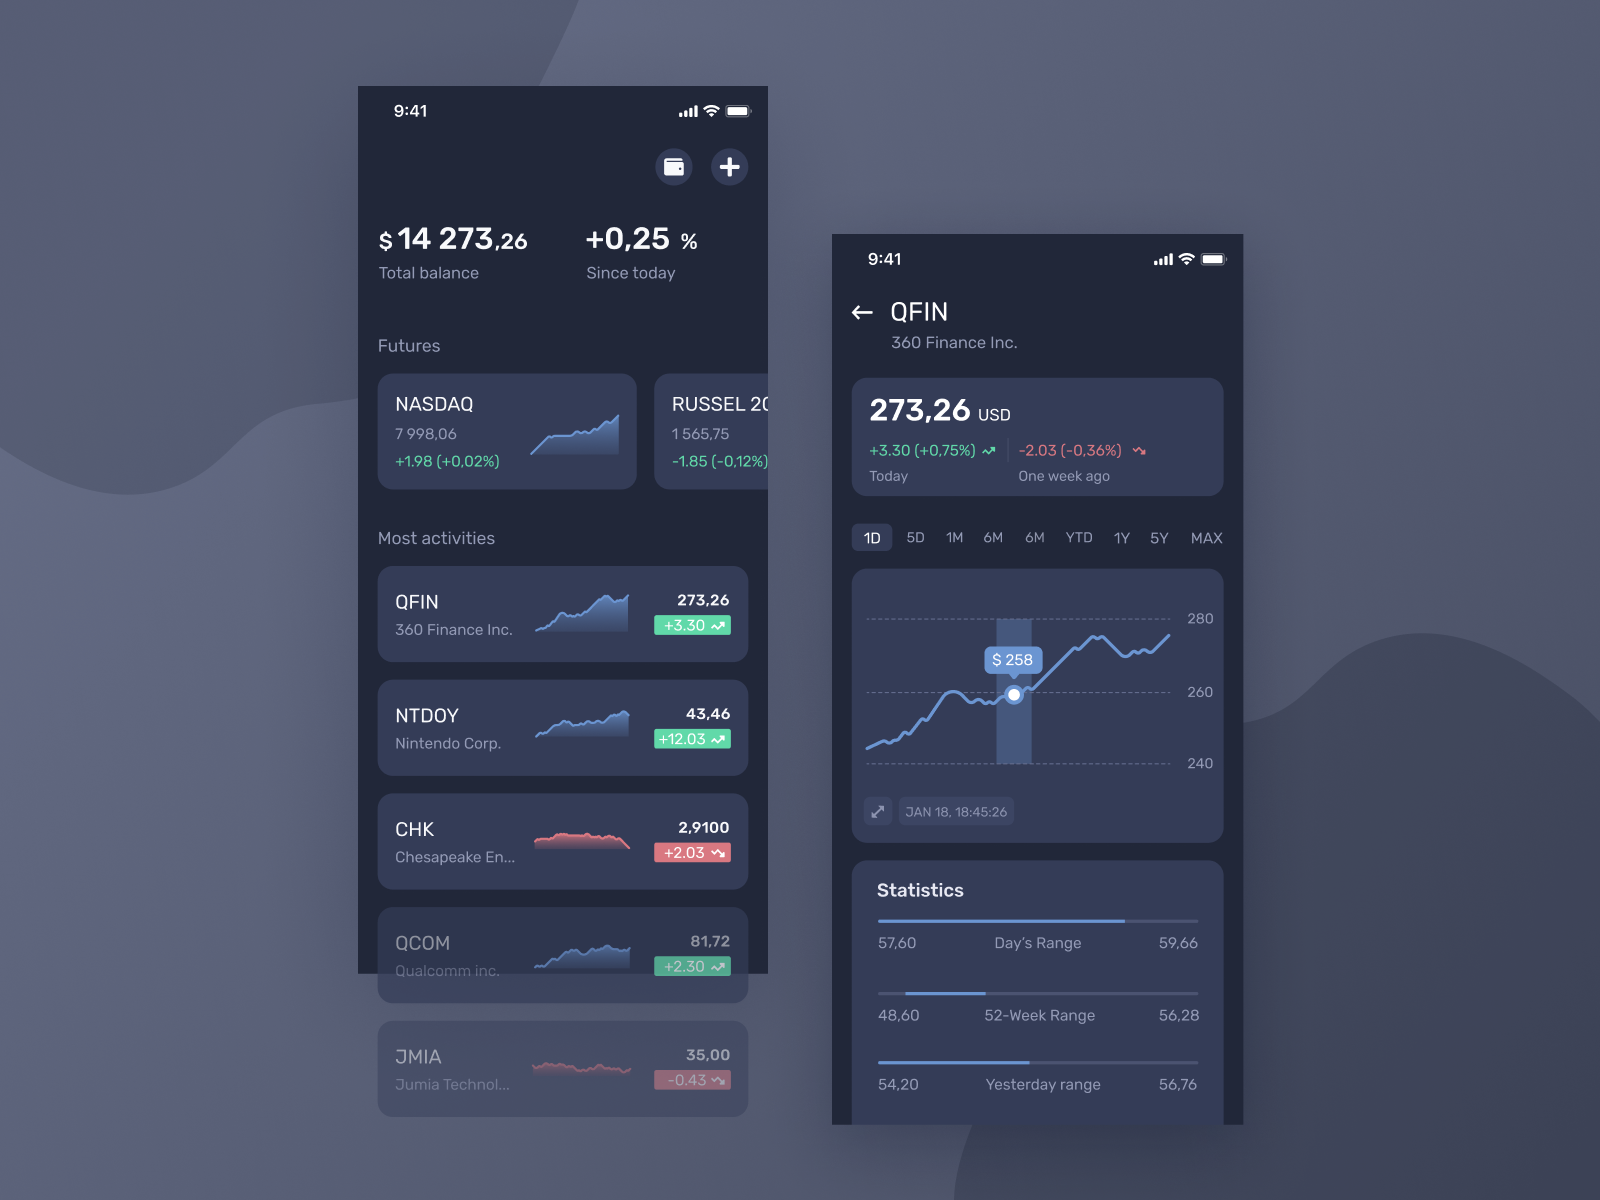 9:41
$ 14 273,26
Total balance
+0,25 %
Since today
Futures
NASDAQ
7 998,06
+1.98 (+0,02%)
RUSSEL 20
1 565,75
-1.85 (-0,12%)
Most activities
QFIN
360 Finance Inc.
273,26
+3.30
NTDOY
Nintendo Corp.
43,46
+12.03
CHK
Chesapeake En...
2,9100
+2.03
QCOM
Qualcomm inc.
81,72
+2.30
JMIA
Jumia Technol...
35,00
-0.43
9:41
QFIN
360 Finance Inc.
273,26 USD
+3.30 (+0,75%)
Today
-2.03 (-0,36%)
One week ago
1D 5D 1M 6M 6M YTD 1Y 5Y MAX
280
$ 258
260
240
JAN 18, 18:45:26
Statistics
57,60 Day's Range 59,66
48,60 52-Week Range 56,28
54,20 Yesterday range 56,76